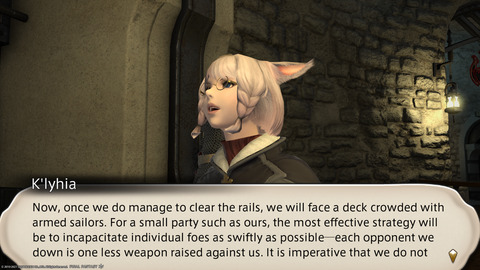 K'lyhia
Now, once we do manage to clear the rails, we will face a deck crowded with
armed sailors. For a small party such as ours, the most effective strategy will
be to incapacitate individual foes as swiftly as possible─each opponent we
down is one less weapon raised against us. It is imperative that we do not